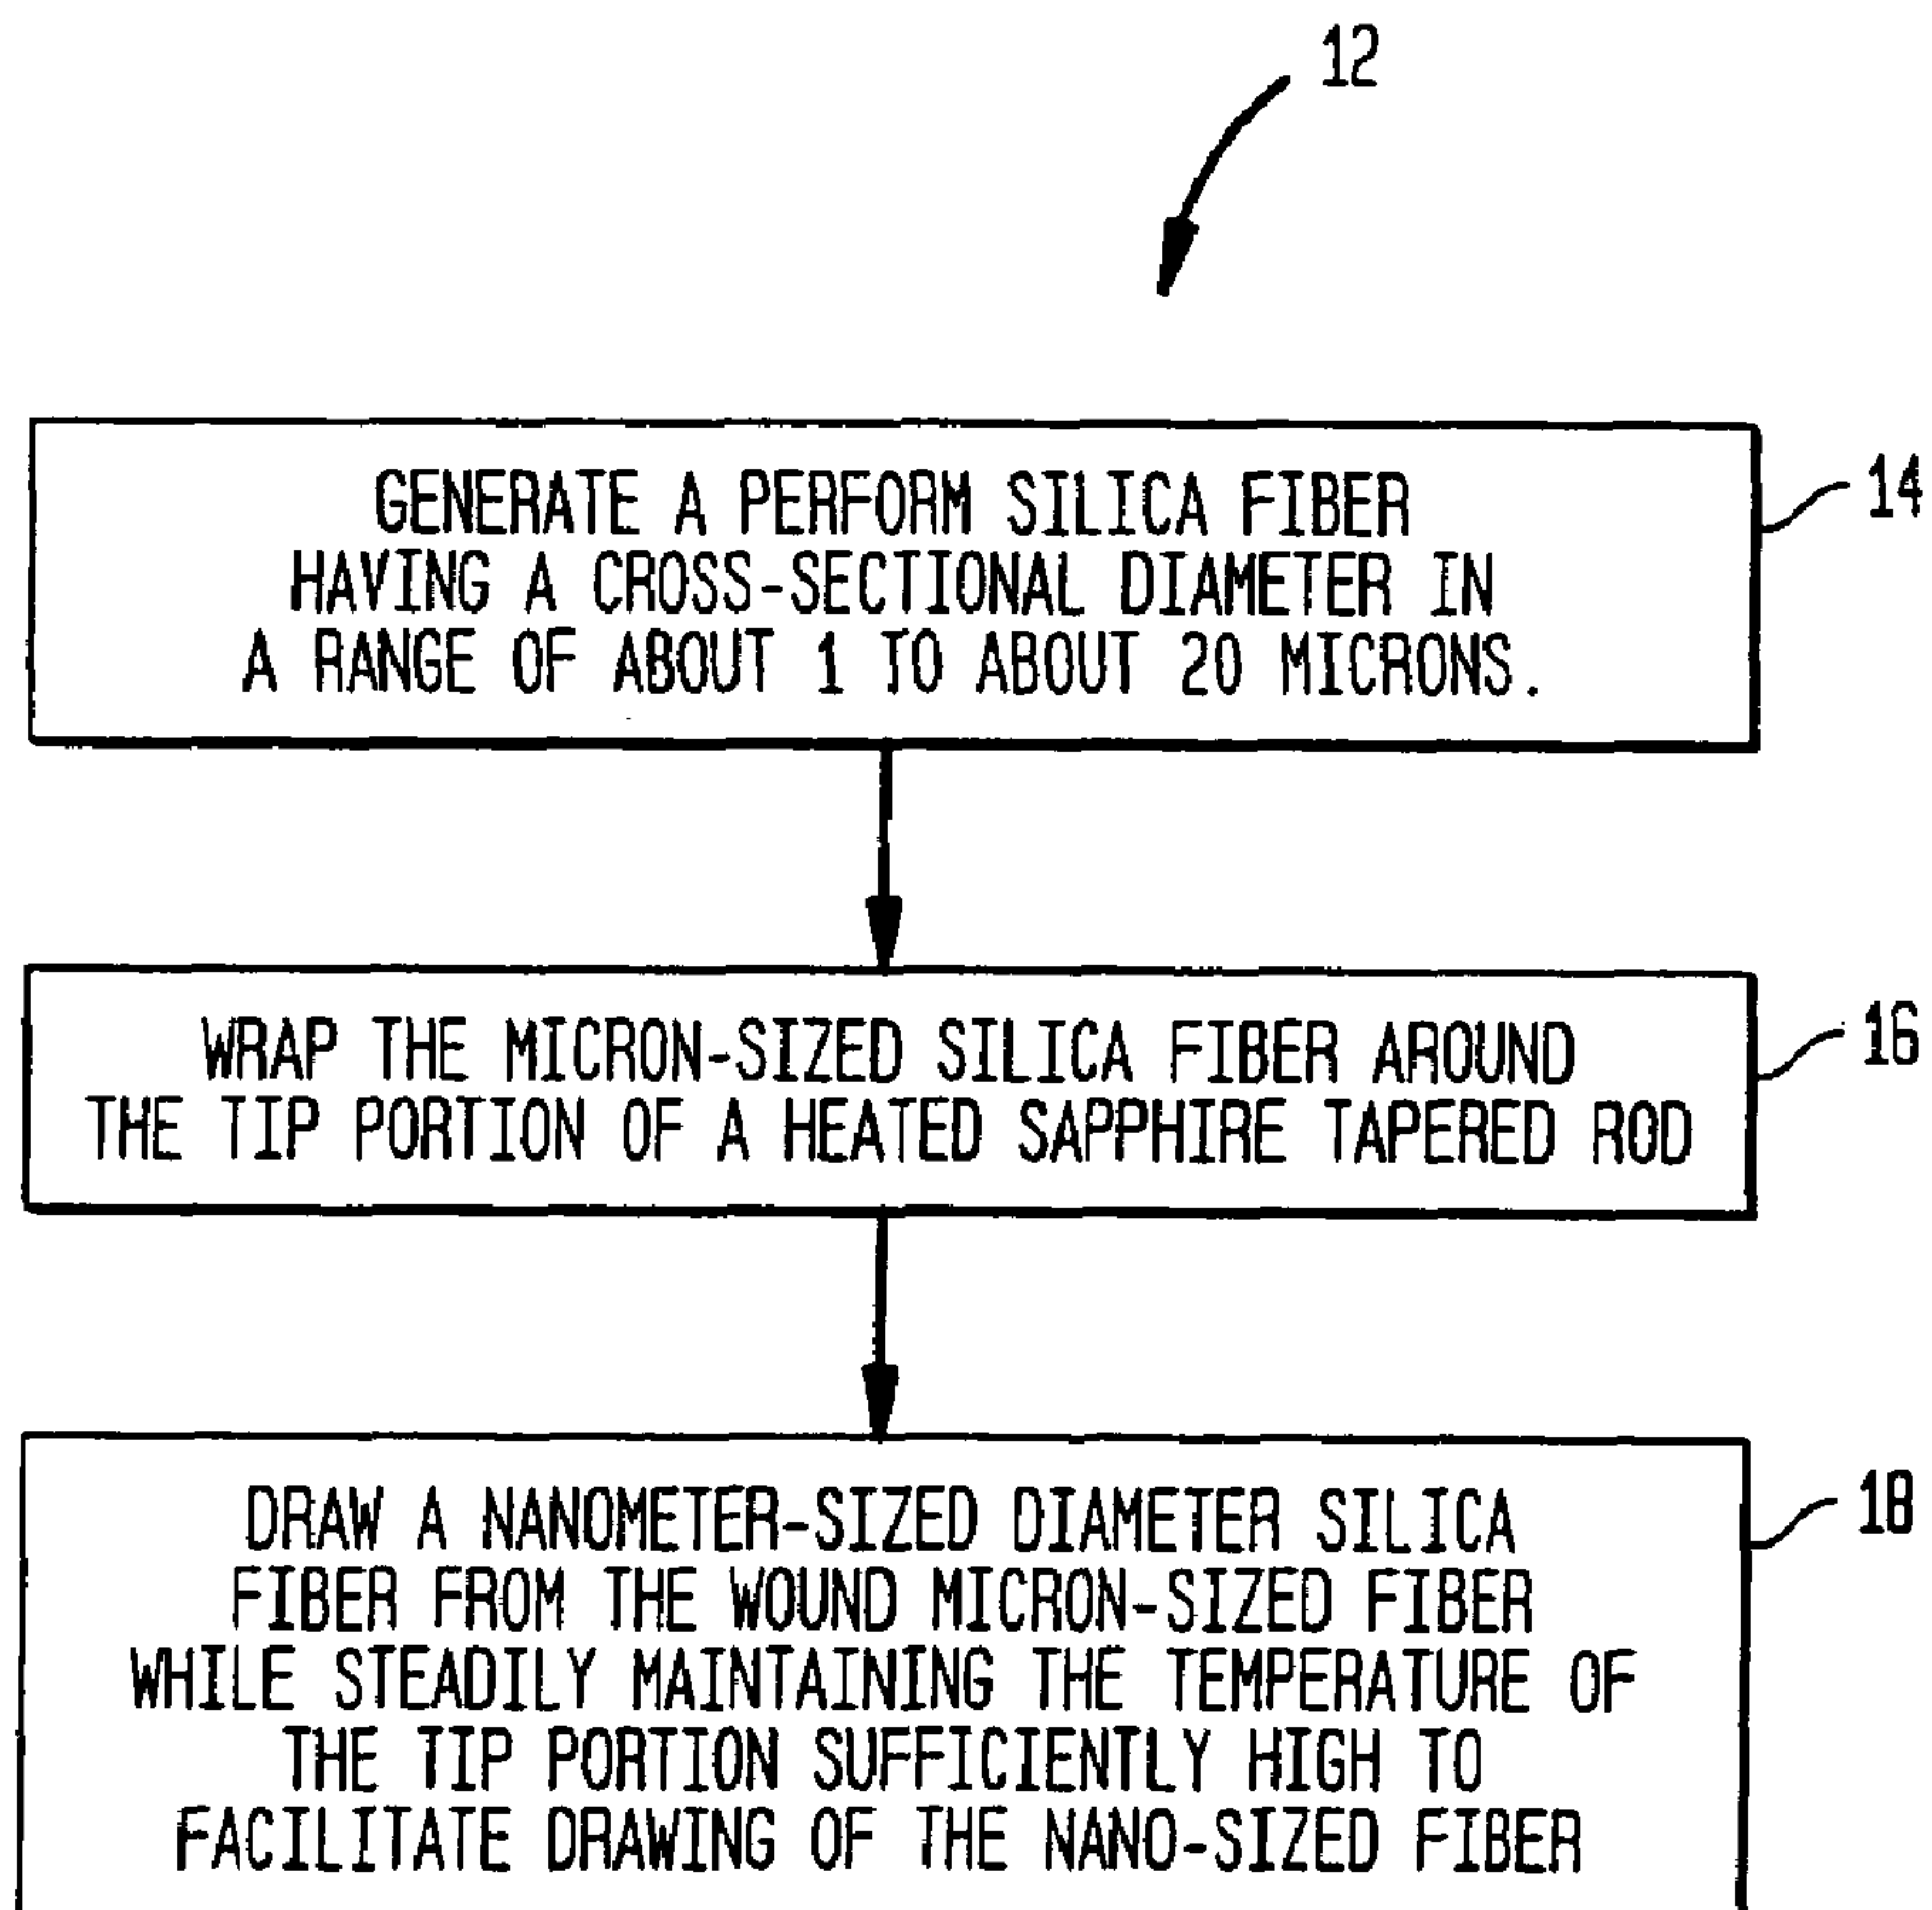 12
GENERATE A PERFORM SILICA FIBER
HAVING A CROSS-SECTIONAL DIAMETER IN
A RANGE OF ABOUT 1 TO ABOUT 20 MICRONS.
14
WRAP THE MICRON-SIZED SILICA FIBER AROUND
THE TIP PORTION OF A HEATED SAPPHIRE TAPERED ROD
16
DRAW A NANOMETER-SIZED DIAMETER SILICA
FIBER FROM THE WOUND MICRON-SIZED FIBER
WHILE STEADILY MAINTAINING THE TEMPERATURE OF
THE TIP PORTION SUFFICIENTLY HIGH TO
FACILITATE DRAWING OF THE NANO-SIZED FIBER
18